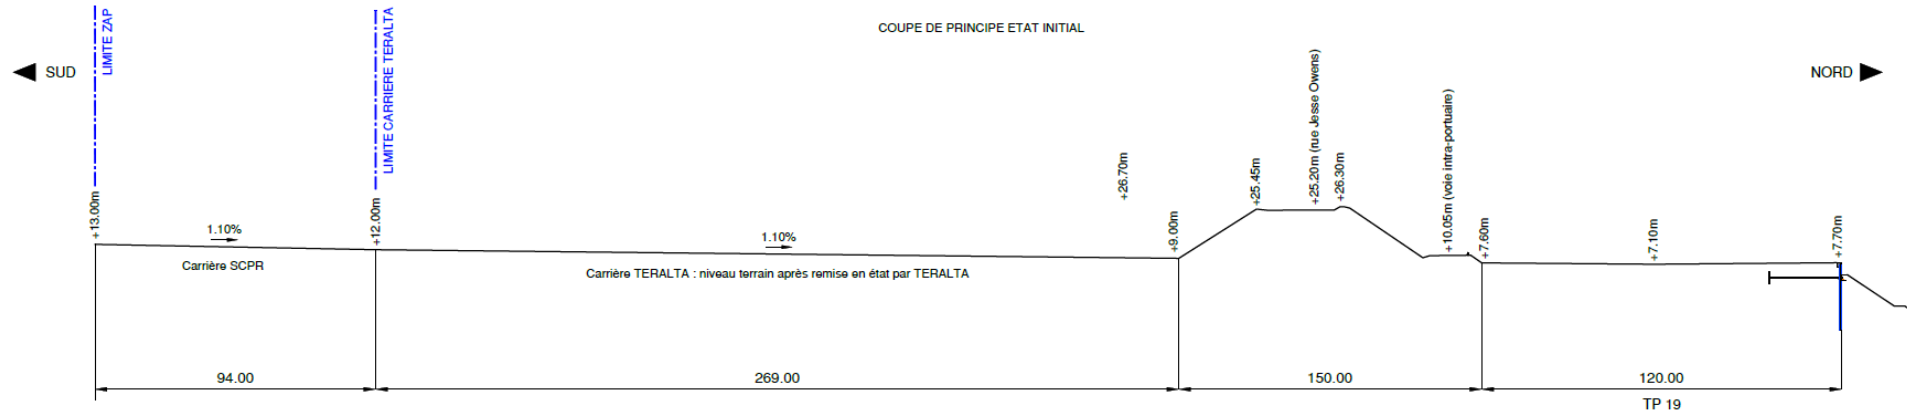 COUPE DE PRINCIPE ETAT INITIAL
SUD
NORD
LIMITE ZAP
LIMITE CARRIERE TERALTA
+13.00m
+12.00m
+26.70m
+9.00m
+25.45m
+25.20m (rue Jesse Owens)
+26.30m
+10.05m (voie intra-portuaire)
+7.60m
+7.10m
+7.70m
1.10%
1.10%
Carrière SCPR
Carrière TERALTA : niveau terrain après remise en état par TERALTA
94.00
269.00
150.00
120.00
TP 19